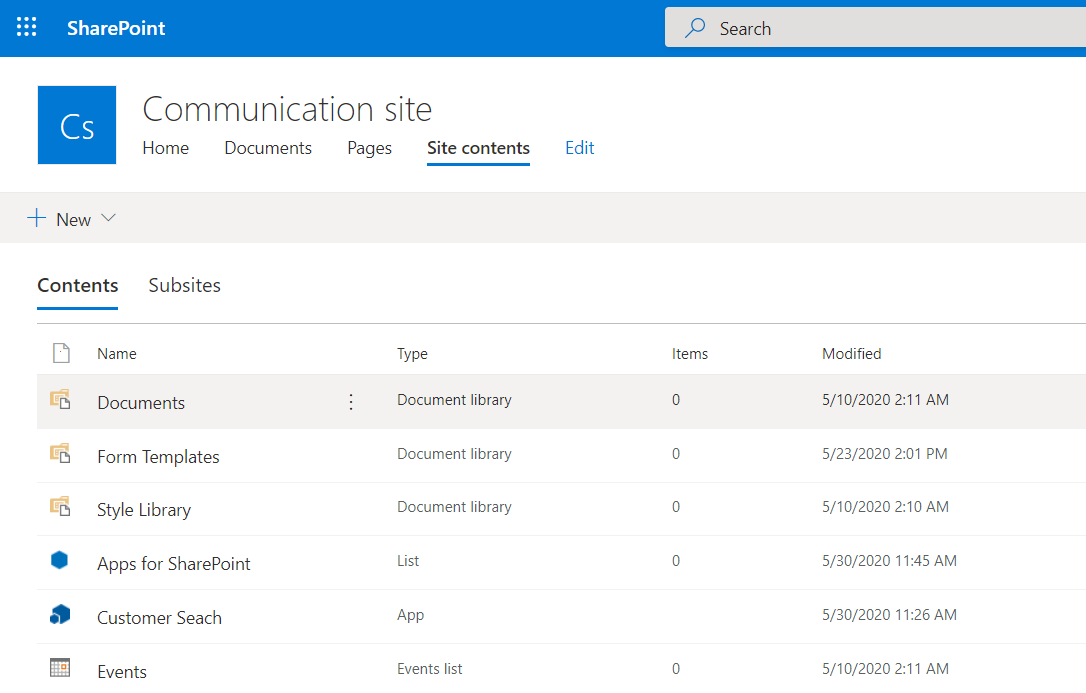 SharePoint Search
Cs
Communication site
Home Documents Pages Site contents Edit
New
Contents Subsites
Name Type Items Modified
Documents Document library 0 5/10/2020 2:11 AM
Form Templates Document library 0 5/23/2020 2:01 PM
Style Library Document library 0 5/10/2020 2:10 AM
Apps for SharePoint List 0 5/30/2020 11:45 AM
Customer Seach App 5/30/2020 11:26 AM
Events Events list 0 5/10/2020 2:11 AM